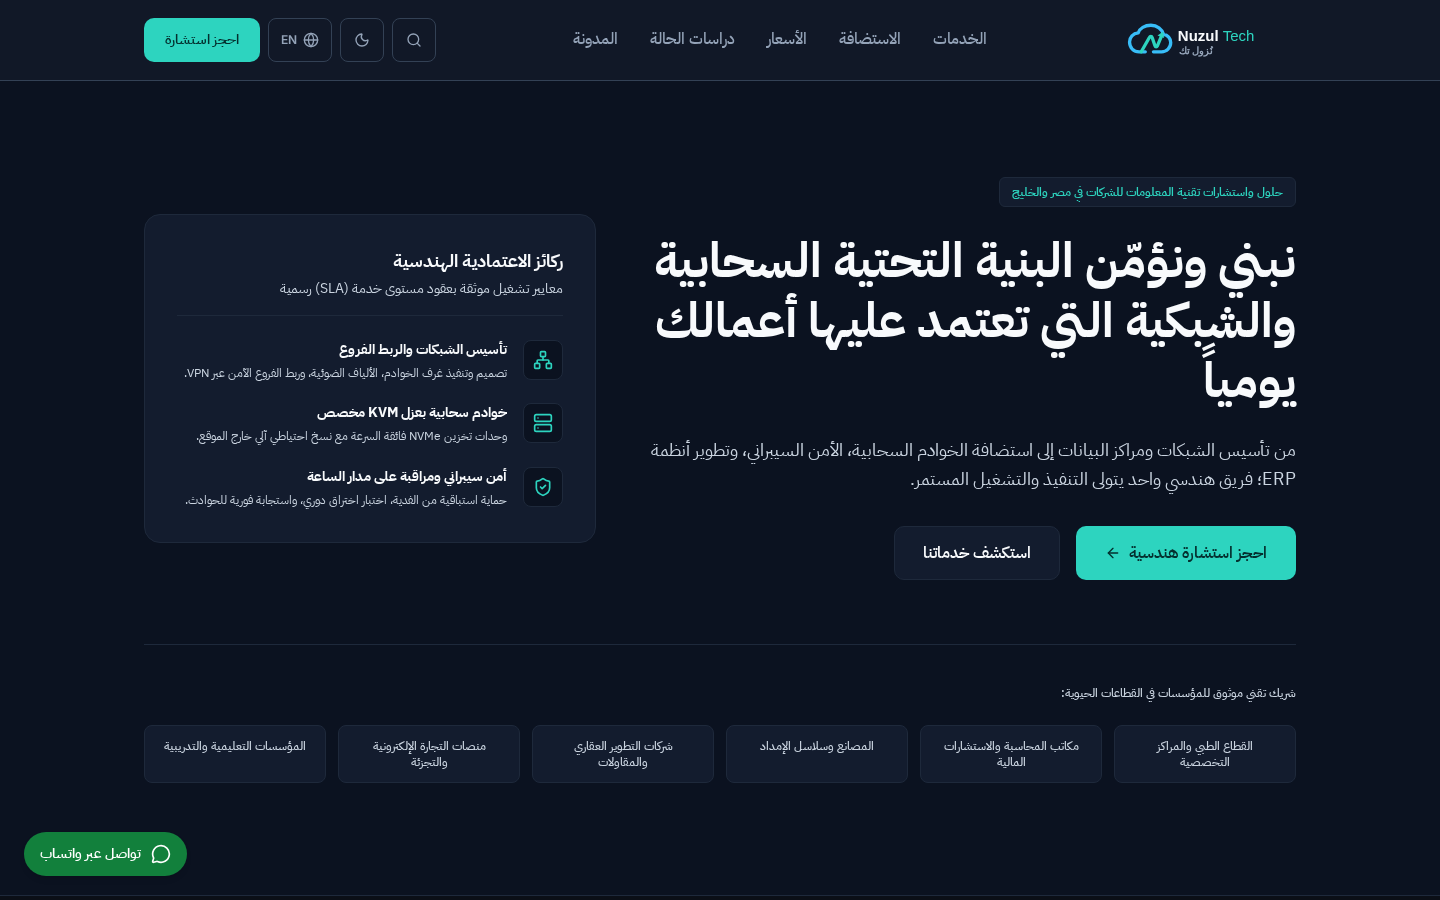 Nuzul Tech
نُزول تك
الخدمات
الاستضافة
الأسعار
دراسات الحالة
المدونة
EN
احجز استشارة
حلول واستشارات تقنية المعلومات للشركات في مصر والخليج
نبني ونؤمّن البنية التحتية السحابية
والشبكية التي تعتمد عليها أعمالك
يومياً
من تأسيس الشبكات ومراكز البيانات إلى استضافة الخوادم السحابية، الأمن السيبراني، وتطوير أنظمة
ERP؛ فريق هندسي واحد يتولى التنفيذ والتشغيل المستمر.
احجز استشارة هندسية
استكشف خدماتنا
ركائز الاعتمادية الهندسية
معايير تشغيل موثقة بعقود مستوى خدمة (SLA) رسمية
تأسيس الشبكات والربط الفروع
تصميم وتنفيذ غرف الخوادم، الألياف الضوئية، وربط الفروع الآمن عبر VPN.
خوادم سحابية بعزل KVM مخصص
وحدات تخزين NVMe فائقة السرعة مع نسخ احتياطي آلي خارج الموقع.
أمن سيبراني ومراقبة على مدار الساعة
حماية استباقية من الفدية، اختبار اختراق دوري، واستجابة فورية للحوادث.
شريك تقني موثوق للمؤسسات في القطاعات الحيوية:
القطاع الطبي والمراكز
التخصصية
مكاتب المحاسبة والاستشارات
المالية
المصانع وسلاسل الإمداد
شركات التطوير العقاري
والمقاولات
منصات التجارة الإلكترونية
والتجزئة
المؤسسات التعليمية والتدريبية
تواصل عبر واتساب